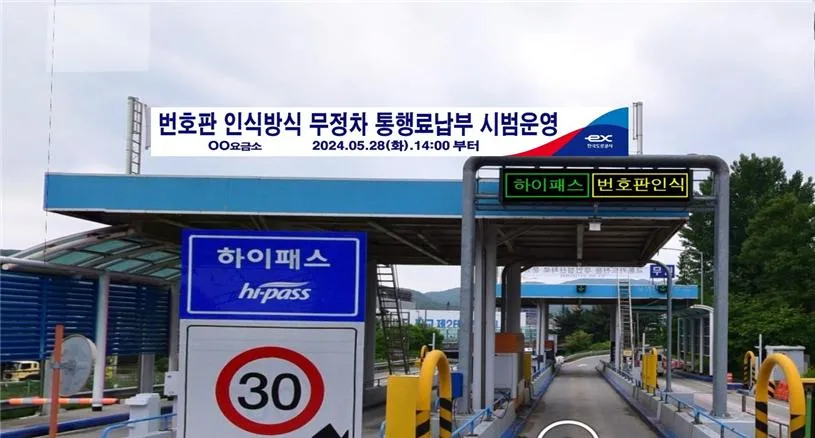 번호판 인식방식 무정차 통행료납부 시범운영
OO요금소 2024.05.28(화).14:00 부터
ex
한국도로공사
하이패스 번호판인식
하이패스
hi-pass
30